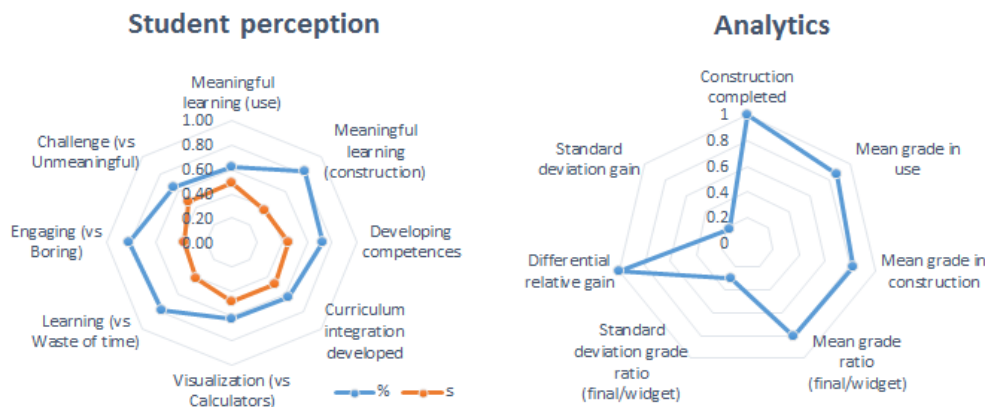 Student perception
Meaningful
learning (use)
1.00
0.80
0.60
0.40
0.20
0.00
Meaningful
learning
(construction)
Developing
competences
Curriculum
integration
developed
Visualization (vs
Calculators)
Learning (vs
Waste of time)
Engaging (vs
Boring)
Challenge (vs
Unmeaningful)
% s
Analytics
Construction
completed
1
0.8
0.6
0.4
0.2
0
Mean grade in
use
Mean grade in
construction
Mean grade
ratio
(final/widget)
Standard
deviation grade
ratio
(final/widget)
Differential
relative gain
Standard
deviation gain